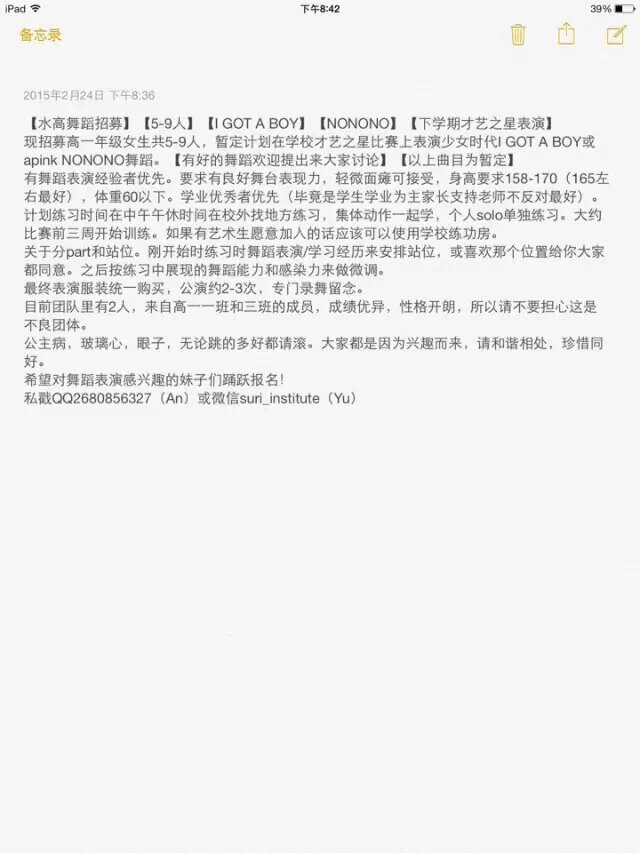 iPad 下午8:42 39%
备忘录
2015年2月24日 下午8:36
【水高舞蹈招募】【5-9人】【I GOT A BOY】【NONONO】【下学期才艺之星表演】
现招募高一年级女生共5-9人，暂定计划在学校才艺之星比赛上表演少女时代I GOT A BOY或
apink NONONO舞蹈。【有好的舞蹈欢迎提出来大家讨论】【以上曲目为暂定】
有舞蹈表演经验者优先。要求有良好舞台表现力，轻微面瘫可接受，身高要求158-170（165左
右最好），体重60以下。学业优秀者优先（毕竟是学生学业为主家长支持老师不反对最好）。
计划练习时间在中午午休时间在校外找地方练习，集体动作一起学，个人solo单独练习。大约
比赛前三周开始训练。如果有艺术生愿意加入的话应该可以使用学校练功房。
关于分part和站位。刚开始时练习时舞蹈表演/学习经历来安排站位，或喜欢那个位置给你大家
都同意。之后按练习中展现的舞蹈能力和感染力来做微调。
最终表演服装统一购买，公演约2-3次，专门录舞留念。
目前团队里有2人，来自高一一班和三班的成员，成绩优异，性格开朗，所以请不要担心这是
不良团体。
公主病，玻璃心，眼子，无论跳的多好都请滚。大家都是因为兴趣而来，请和谐相处，珍惜同
好。
希望对舞蹈表演感兴趣的妹子们踊跃报名！
私戳QQ2680856327（An）或微信suri_institute（Yu）